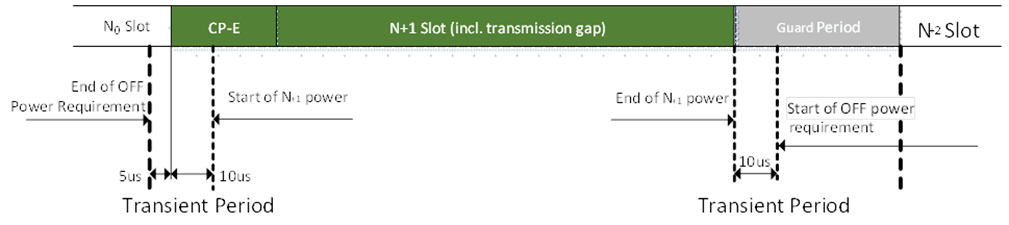 N0 Slot
CP-E
N+1 Slot (incl. transmission gap)
Guard Period
N-2 Slot
End of OFF
Power Requirement
Start of N+1 power
End of N+1 power
Start of OFF power
requirement
5us
10us
10us
Transient Period
Transient Period